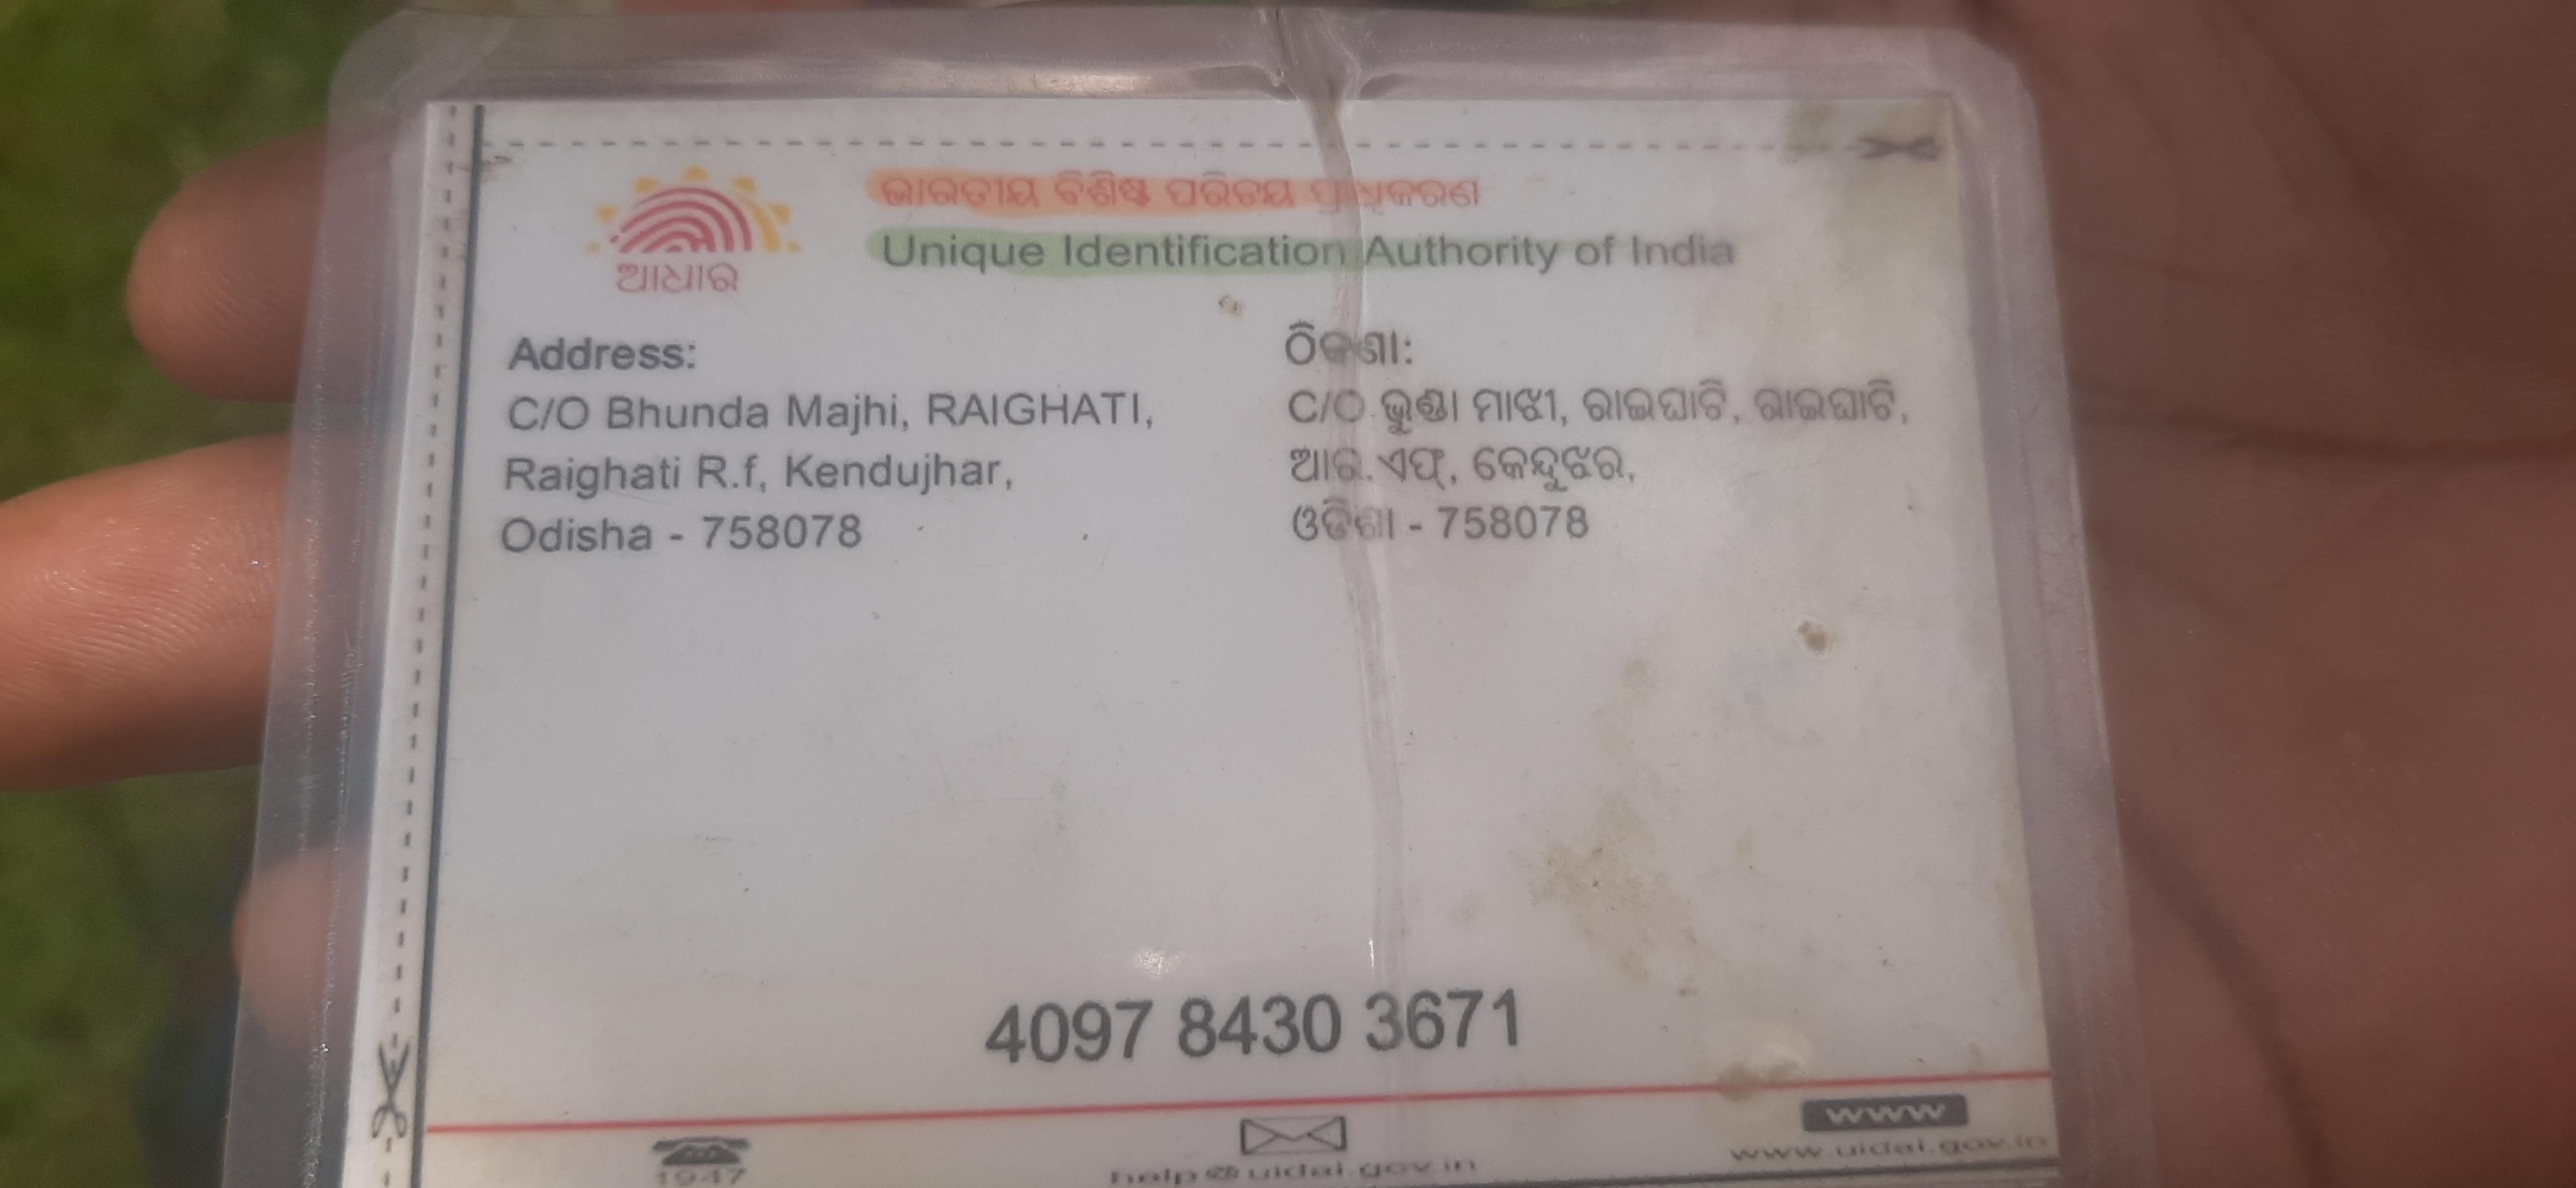 ଭାରତୀୟ ବିଶିଷ୍ଟ ପରିଚୟ ପ୍ରାଧିକରଣ
Unique Identification Authority of India
ଆଧାର
Address:
C/O Bhunda Majhi, RAIGHATI,
Raighati R.f, Kendujhar,
Odisha - 758078
ଠିକଣା:
C/O ଭୁଣ୍ଡା ମାଝୀ, ରାଇଘାଟି, ରାଇଘାଟି,
ଆର.ଏଫ୍, କେନ୍ଦୁଝର,
ଓଡିଶା - 758078
4097 8430 3671
1947
help@uidai.gov.in
www
www.uidai.gov.in